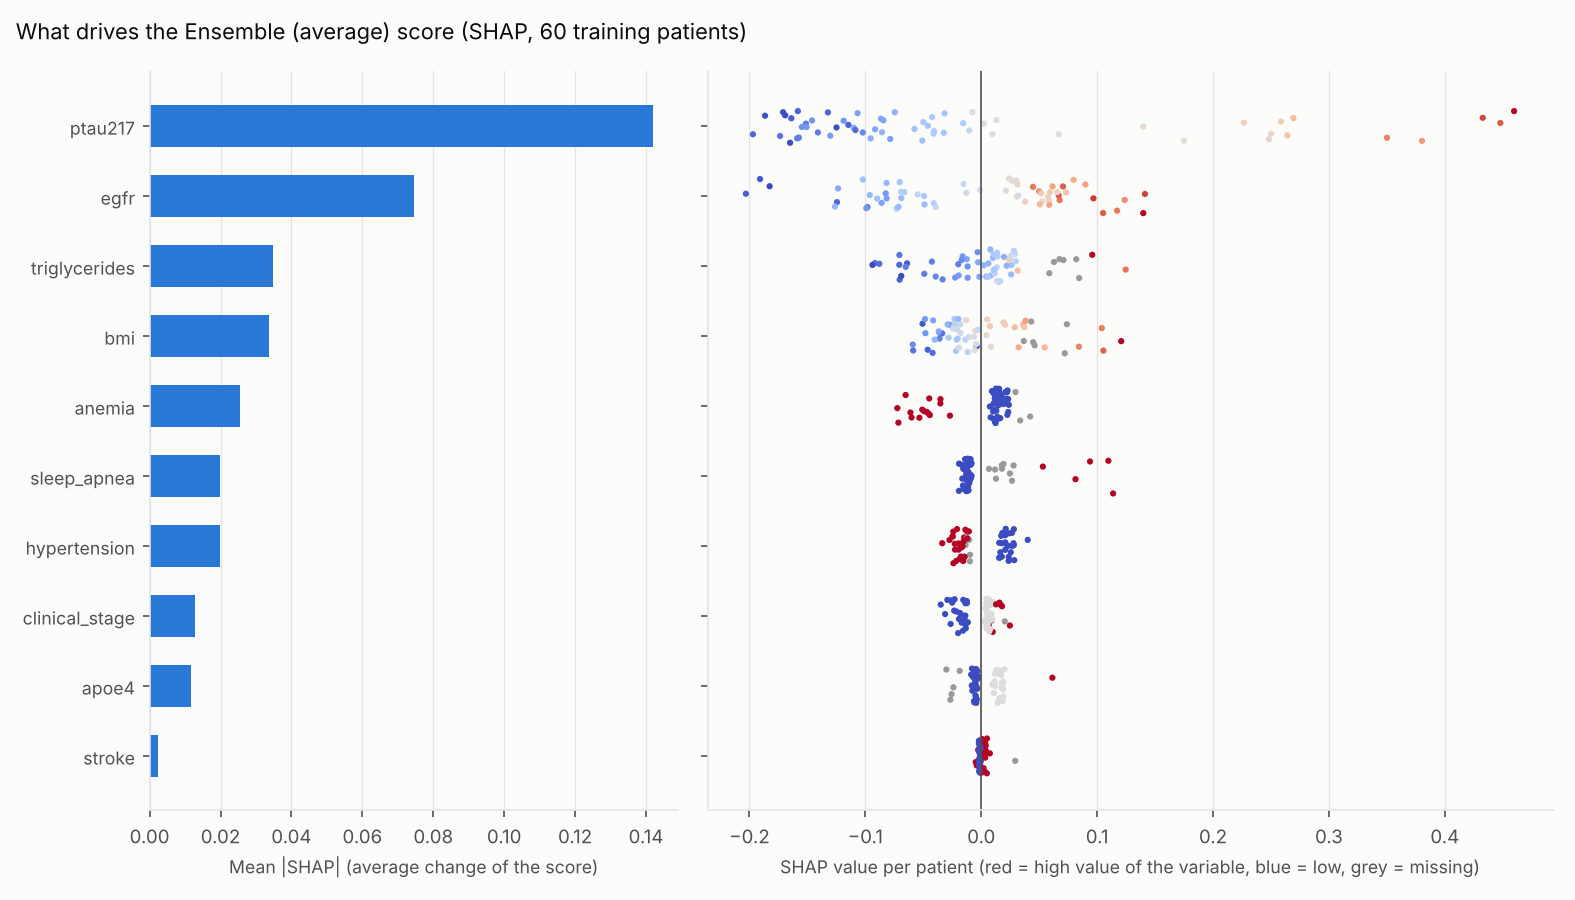 What drives the Ensemble (average) score (SHAP, 60 training patients)
ptau217
egfr
triglycerides
bmi
anemia
sleep_apnea
hypertension
clinical_stage
apoe4
stroke
0.00 0.02 0.04 0.06 0.08 0.10 0.12 0.14
Mean |SHAP| (average change of the score)
−0.2 −0.1 0.0 0.1 0.2 0.3 0.4
SHAP value per patient (red = high value of the variable, blue = low, grey = missing)